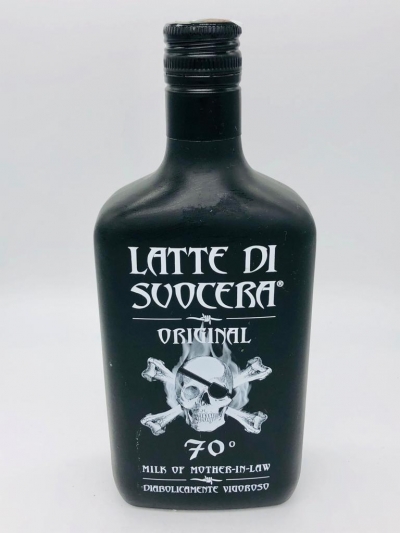 LATTE DI
SUOCERA®
ORIGINAL
70°
MILK OF MOTHER-IN-LAW
DIABOLICAMENTE VIGOROSO